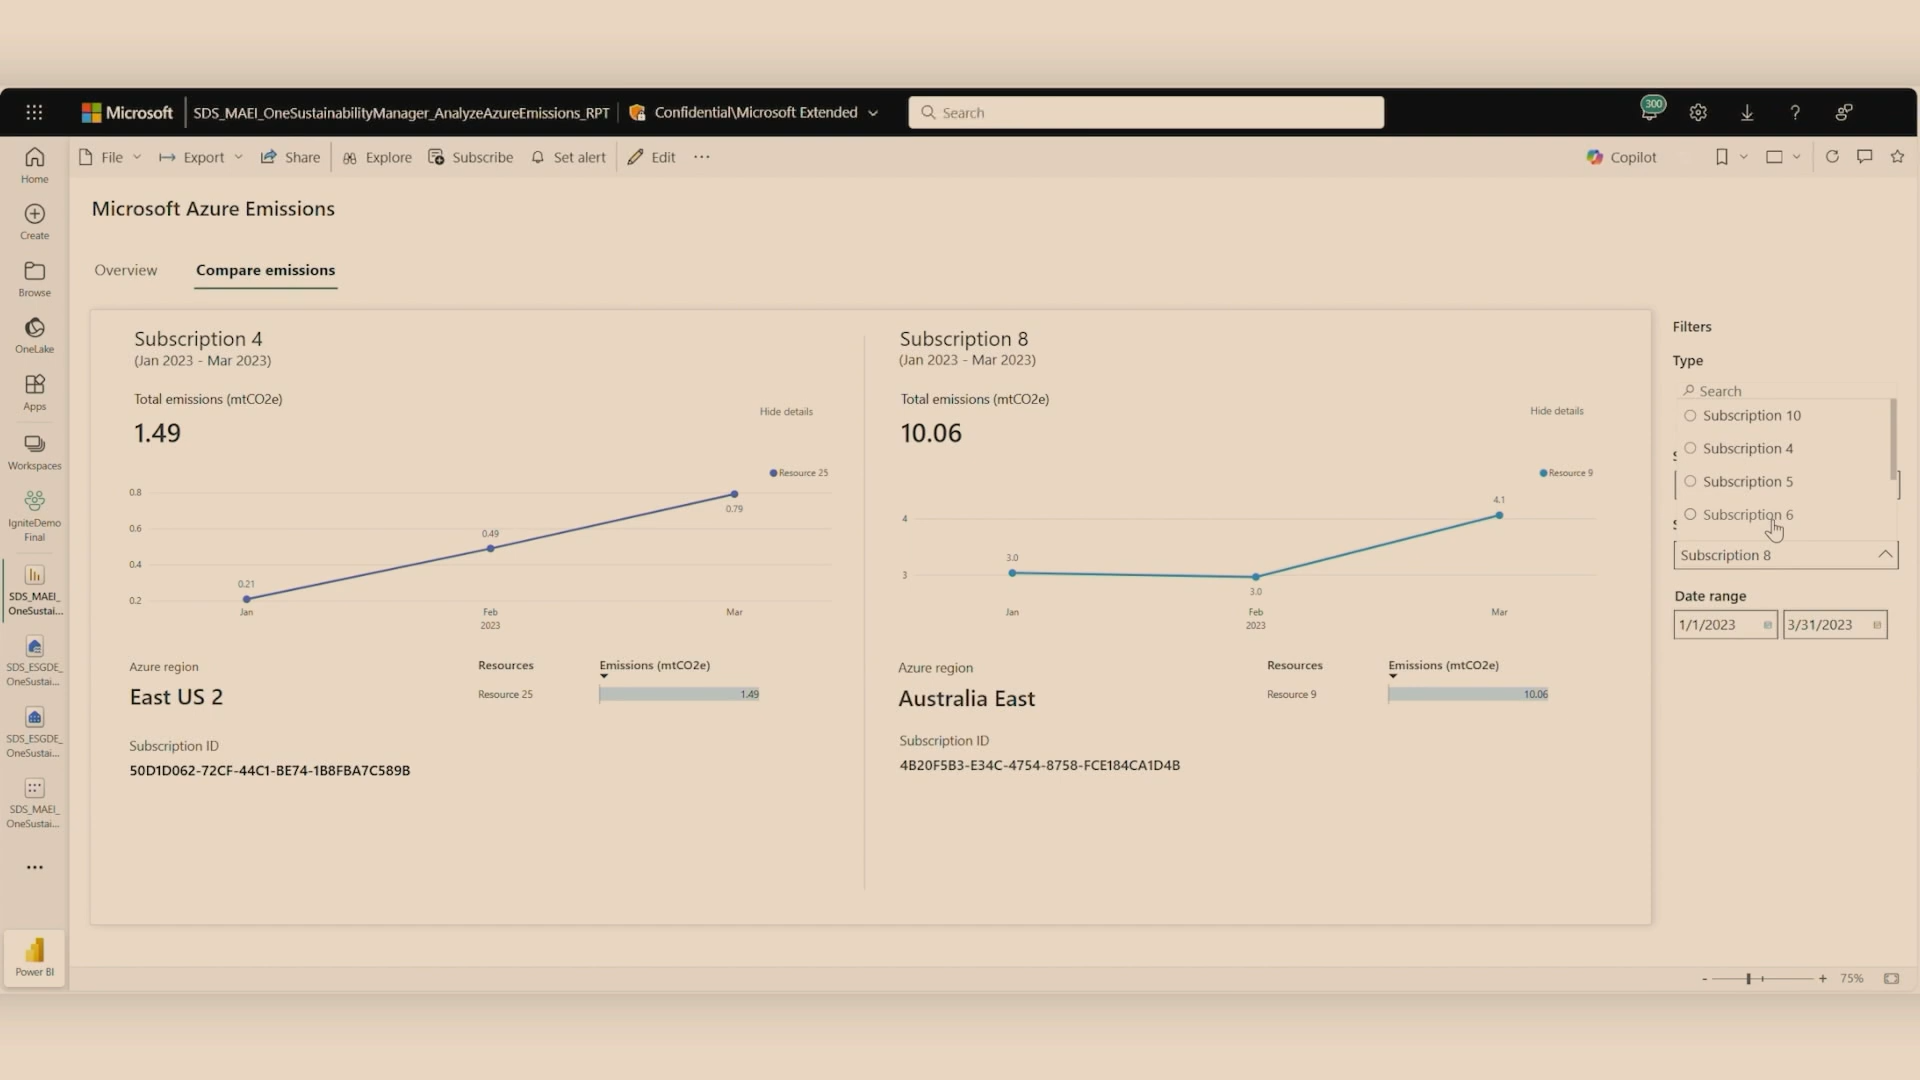 Microsoft
SDS_MAEI_OneSustainabilityManager_AnalyzeAzureEmissions_RPT
Confidential\Microsoft Extended
Search
300
File
Export
Share
Explore
Subscribe
Set alert
Edit
Copilot
Home
Create
Browse
OneLake
Apps
Workspaces
IgniteDemo
Final
SDS_MAEI_
OneSustai...
SDS_ESGDE_
OneSustai...
SDS_ESGDE_
OneSustai...
SDS_MAEI_
OneSustai...
Power BI
Microsoft Azure Emissions
Overview
Compare emissions
Subscription 4
(Jan 2023 - Mar 2023)
Total emissions (mtCO2e)
1.49
Hide details
Resource 25
0.8
0.6
0.4
0.2
0.21
0.49
0.79
Jan
Feb
Mar
2023
Azure region
East US 2
Resources
Emissions (mtCO2e)
Resource 25
1.49
Subscription ID
50D1D062-72CF-44C1-BE74-1B8FBA7C589B
Subscription 8
(Jan 2023 - Mar 2023)
Total emissions (mtCO2e)
10.06
Hide details
Resource 9
4
3
3.0
3.0
4.1
Jan
Feb
Mar
2023
Azure region
Australia East
Resources
Emissions (mtCO2e)
Resource 9
10.06
Subscription ID
4B20F5B3-E34C-4754-8758-FCE184CA1D4B
Filters
Type
Search
Subscription 10
Subscription 4
Subscription 5
Subscription 6
Subscription 8
Date range
1/1/2023
3/31/2023
- + 75%